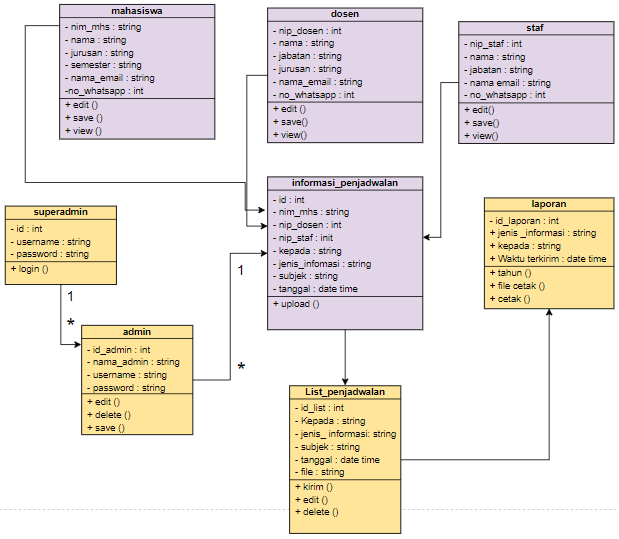 mahasiswa
- nim_mhs : string
- nama : string
- jurusan : string
- semester : string
- nama_email : string
-no_whatsapp : int
+ edit ()
+ save ()
+ view ()
dosen
- nip_dosen : int
- nama : string
- jabatan : string
- jurusan : string
- nama_email : string
- no_whatsapp : int
+ edit ()
+ save()
+ view()
staf
- nip_staf : int
- nama : string
- jabatan : string
- nama email : string
- no_whatsapp : int
+ edit()
+ save()
+ view()
superadmin
- id : int
- username : string
- password : string
+ login ()
1
*
informasi_penjadwalan
- id : int
- nim_mhs : string
- nip_dosen : int
- nip_staf : init
- kepada : string
- jenis_infomasi : string
- subjek : string
- tanggal : date time
+ upload ()
1
*
laporan
- id_laporan : int
+ jenis _informasi : string
+ kepada : string
+ Waktu terkirim : date time
+ tahun ()
+ file cetak ()
+ cetak ()
admin
- id_admin : int
- nama_admin : string
- username : string
- password : string
+ edit ()
+ delete ()
+ save ()
List_penjadwalan
- id_list : int
- Kepada : string
- jenis_ informasi: string
- subjek : string
- tanggal : date time
- file : string
+ kirim ()
+ edit ()
+ delete ()